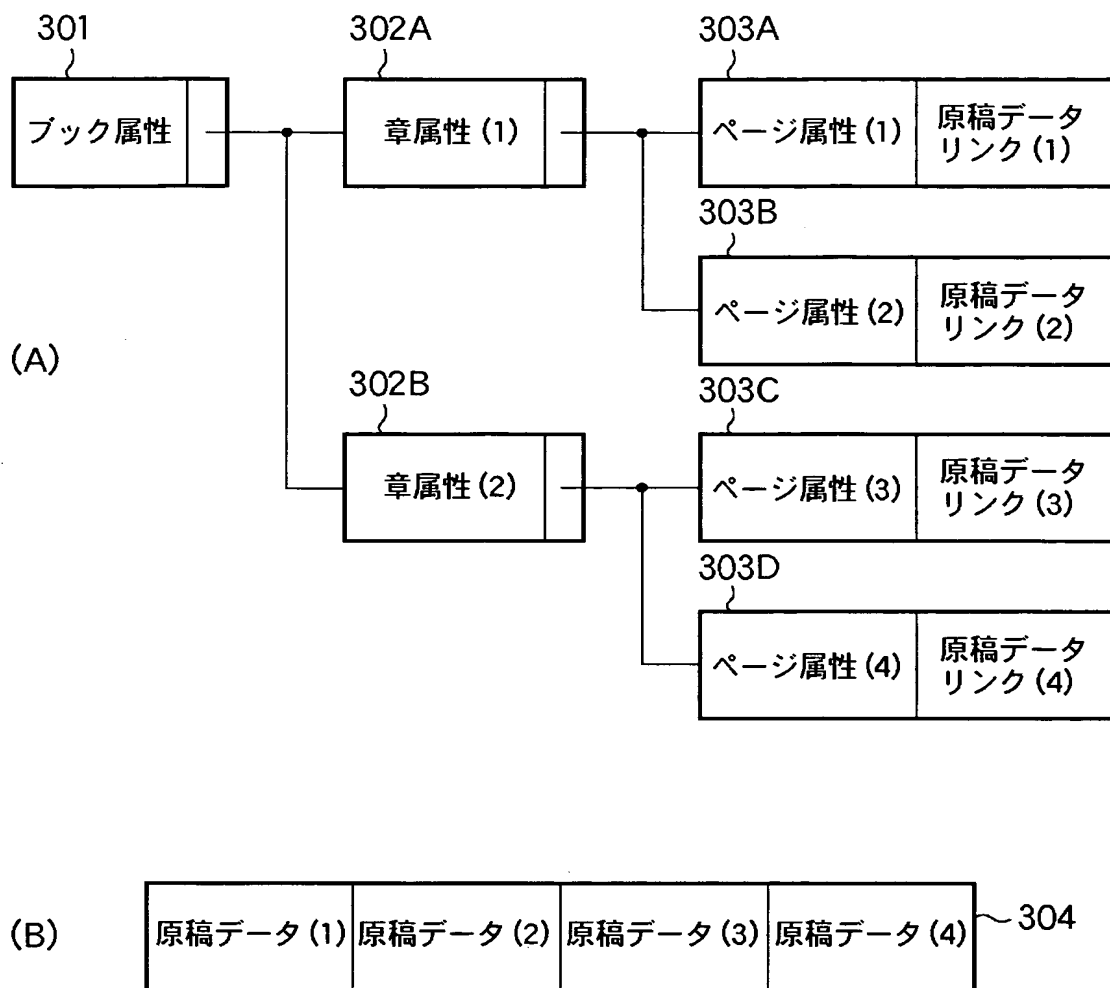 301
302A
303A
ブック属性
章属性(1)
ページ属性(1)
原稿データ
リンク(1)
303B
ページ属性(2)
原稿データ
リンク(2)
(A)
302B
303C
章属性(2)
ページ属性(3)
原稿データ
リンク(3)
303D
ページ属性(4)
原稿データ
リンク(4)
(B)
原稿データ(1)
原稿データ(2)
原稿データ(3)
原稿データ(4)
304